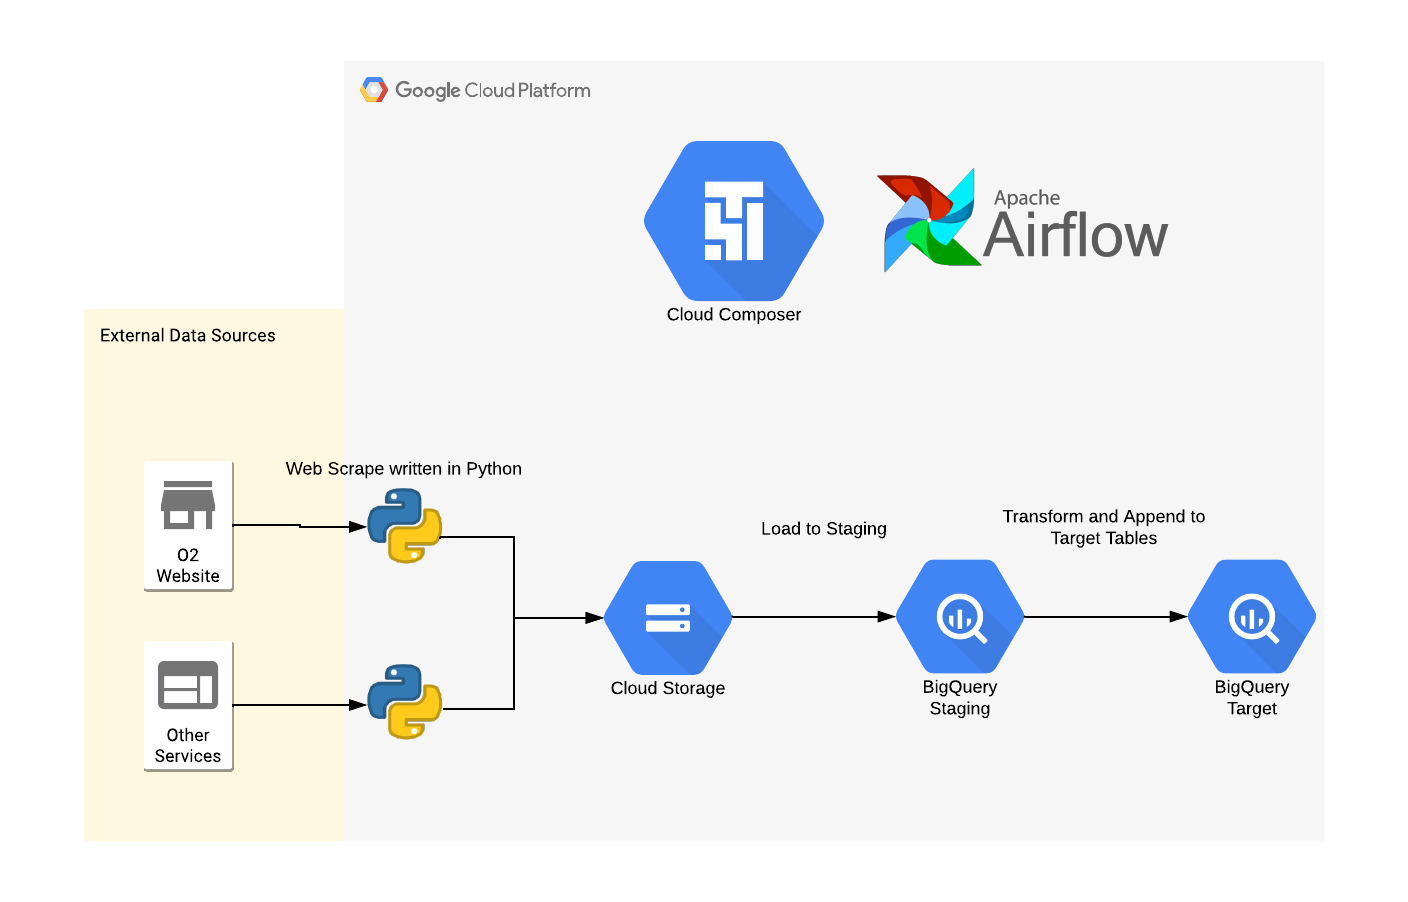 Google Cloud Platform
Apache
Airflow
Cloud Composer
External Data Sources
Web Scrape written in Python
O2
Website
Load to Staging
Transform and Append to
Target Tables
Cloud Storage
BigQuery
Staging
BigQuery
Target
Other
Services